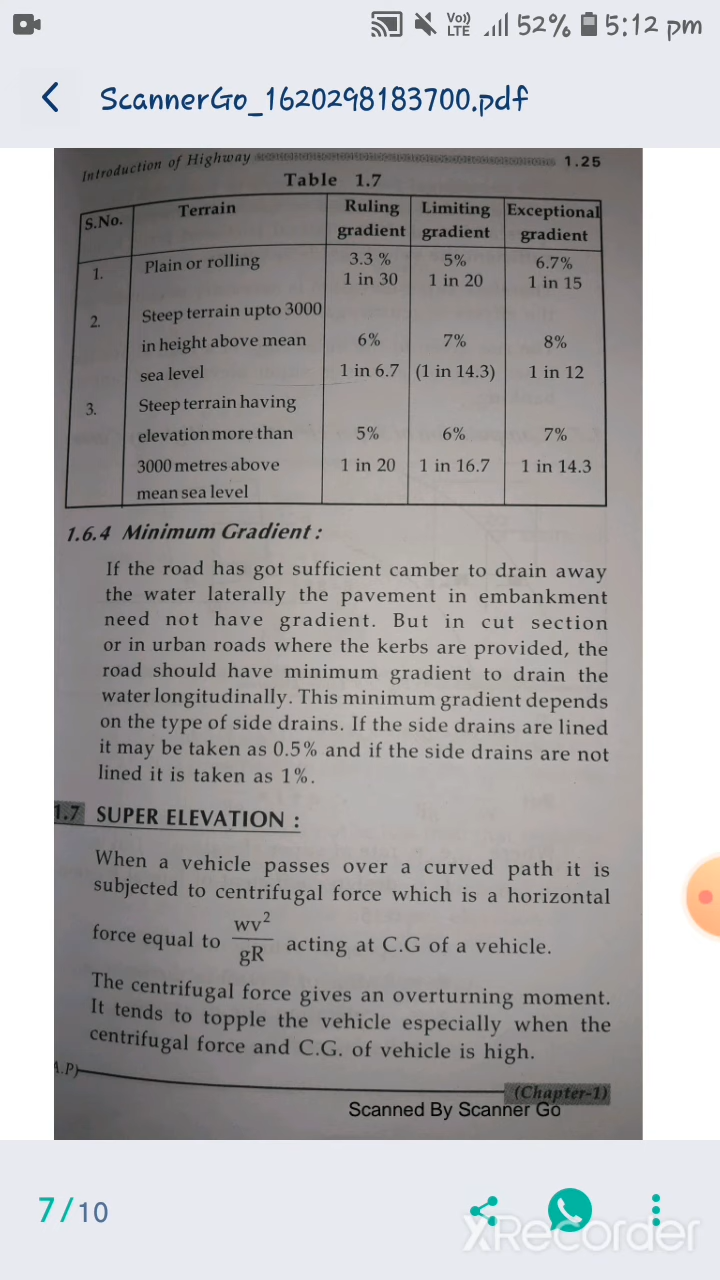 Vo)) LTE 52% 5:12 pm
ScannerGo_1620298183700.pdf
Introduction of Highway 1.25
Table 1.7
S.No. Terrain Ruling gradient Limiting gradient Exceptional gradient
1. Plain or rolling 3.3 % 5% 6.7%
1 in 30 1 in 20 1 in 15
2. Steep terrain upto 3000
in height above mean 6% 7% 8%
sea level 1 in 6.7 (1 in 14.3) 1 in 12
3. Steep terrain having
elevation more than 5% 6% 7%
3000 metres above 1 in 20 1 in 16.7 1 in 14.3
mean sea level
1.6.4 Minimum Gradient :
If the road has got sufficient camber to drain away
the water laterally the pavement in embankment
need not have gradient. But in cut section
or in urban roads where the kerbs are provided, the
road should have minimum gradient to drain the
water longitudinally. This minimum gradient depends
on the type of side drains. If the side drains are lined
it may be taken as 0.5% and if the side drains are not
lined it is taken as 1%.
1.7 SUPER ELEVATION :
When a vehicle passes over a curved path it is
subjected to centrifugal force which is a horizontal
force equal to wv²/gR acting at C.G of a vehicle.
The centrifugal force gives an overturning moment.
It tends to topple the vehicle especially when the
centrifugal force and C.G. of vehicle is high.
A.P)
(Chapter-1)
Scanned By Scanner Go
7/10
XRecorder